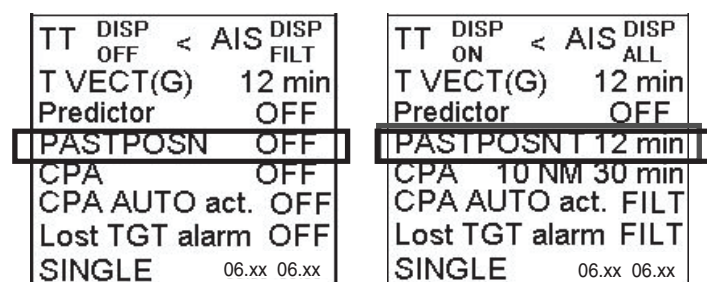 TT DISP OFF < AIS DISP FILT
T VECT(G) 12 min
Predictor OFF
PASTPOSN OFF
CPA OFF
CPA AUTO act. OFF
Lost TGT alarm OFF
SINGLE 06.xx 06.xx
TT DISP ON < AIS DISP ALL
T VECT(G) 12 min
Predictor OFF
PASTPOSN T 12 min
CPA 10 NM 30 min
CPA AUTO act. FILT
Lost TGT alarm FILT
SINGLE 06.xx 06.xx